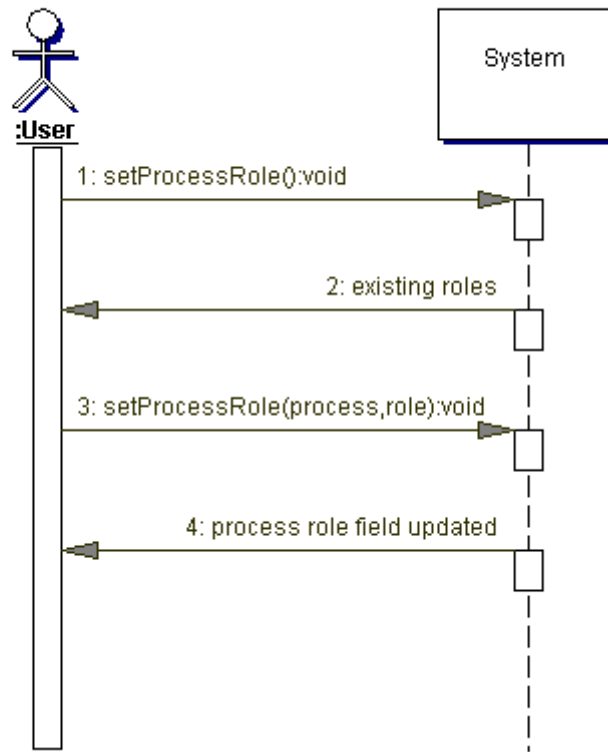 System
:User
1: setProcessRole():void
2: existing roles
3: setProcessRole(process,role):void
4: process role field updated